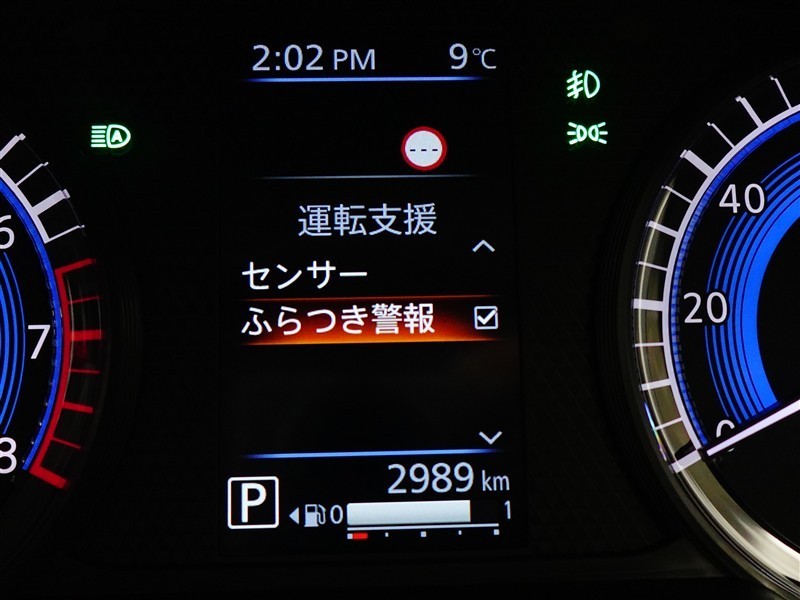 2:02 PM 9℃
A
---
運転支援
センサー
ふらつき警報
6
7
8
40
20
0
2989 km
P
0 1